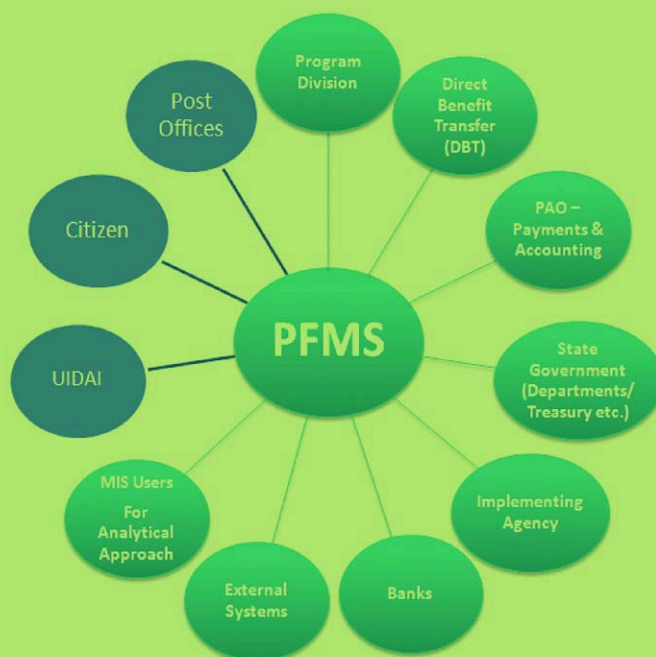 Program
Division
Direct
Benefit
Transfer
(DBT)
Post
Offices
PAO –
Payments &
Accounting
Citizen
PFMS
State
Government
(Departments/
Treasury etc.)
UIDAI
MIS Users
For
Analytical
Approach
Implementing
Agency
External
Systems
Banks